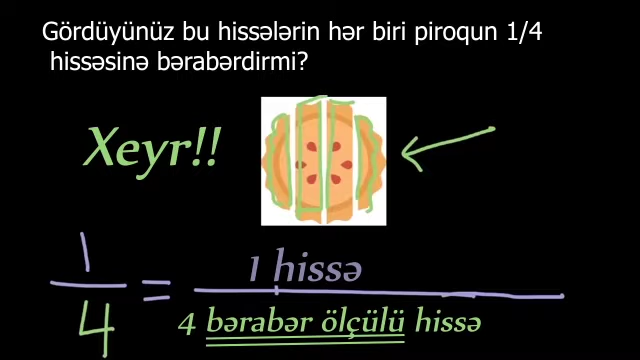 Gördüyünüz bu hissələrin hər biri piroqun 1/4
hissəsinə bərabərdirmi?
Xeyr!!
1/4 = 1 hissə
4 bərabər ölçülü hissə